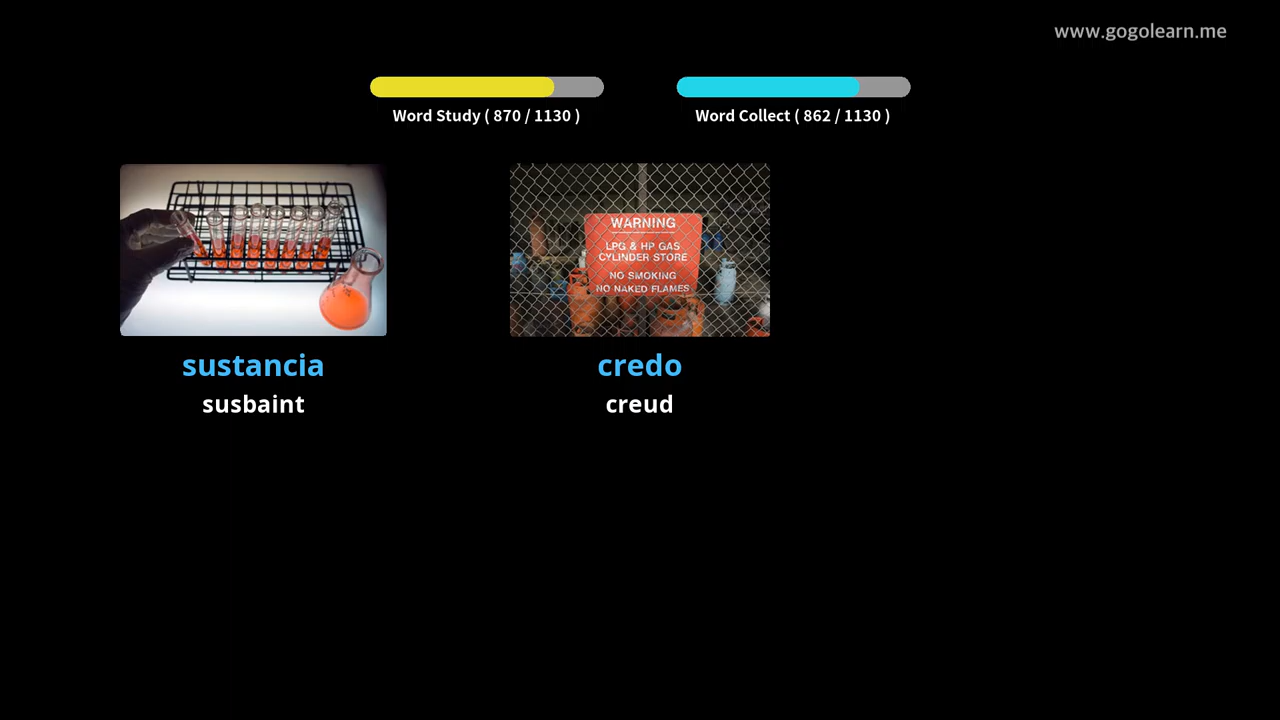 www.gogolearn.me
Word Study ( 870 / 1130 )
Word Collect ( 862 / 1130 )
WARNING
LPG & HP GAS
CYLINDER STORE
NO SMOKING
NO NAKED FLAMES
sustancia
susbaint
credo
creud